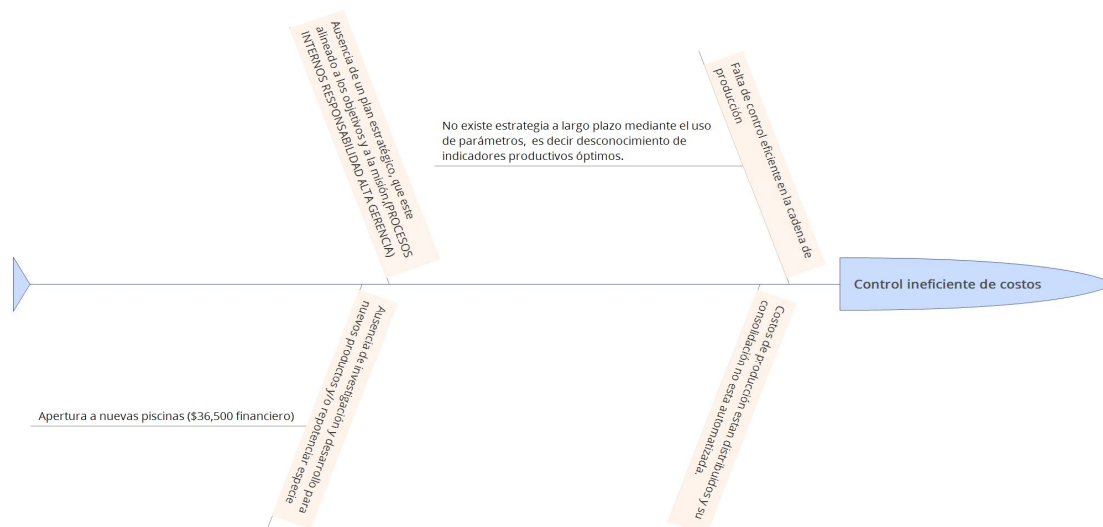 Ausencia de un plan estratégico, que este
alineado a los objetivos y a la misión,(PROCESOS
INTERNOS RESPONSABILIDAD ALTA GERENCIA)
No existe estrategia a largo plazo mediante el uso
de parámetros,  es decir desconocimiento de
indicadores productivos óptimos.
Falta de control eficiente en la cadena de
producción
Control ineficiente de costos
Apertura a nuevas piscinas ($36,500 financiero)
Ausencia de investigación y desarrollo para
nuevos productos y/o repotenciar especie
Costos de producción estan distribuidos y su
consolidación no esta automatizada.